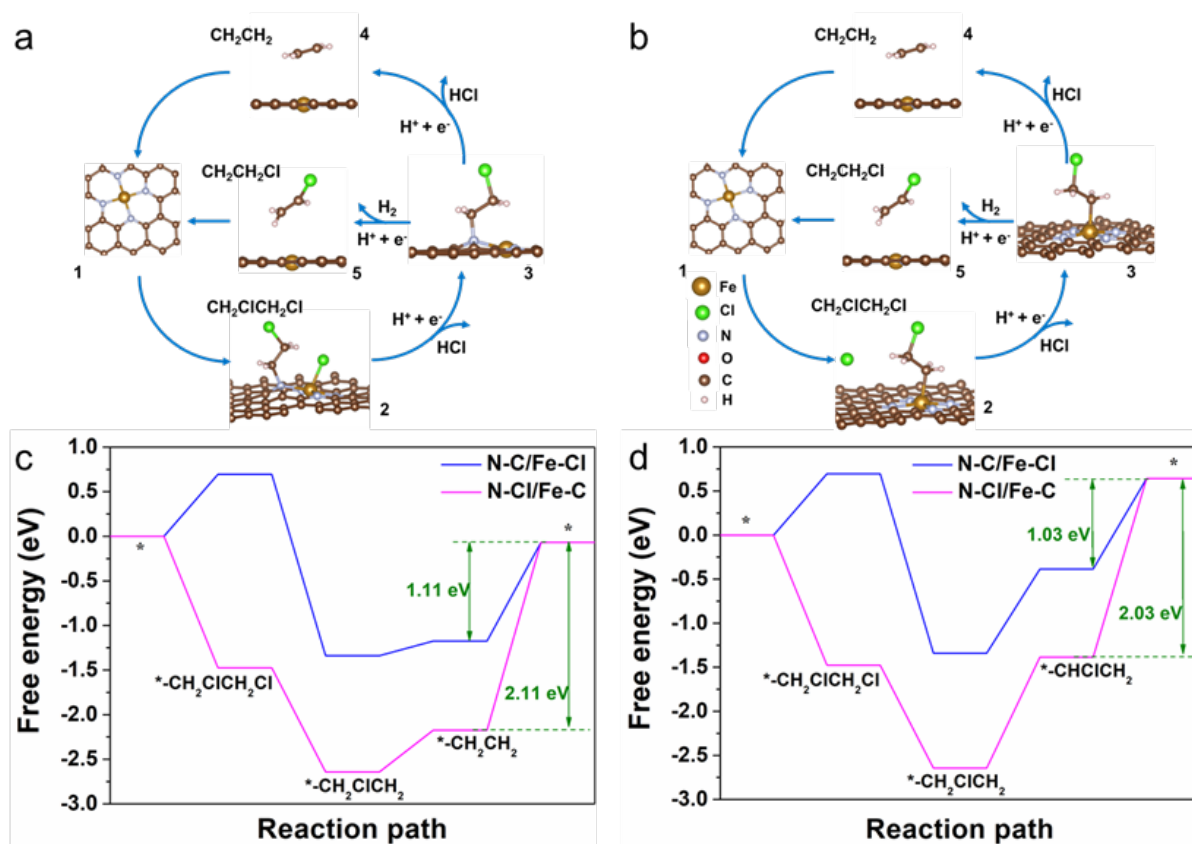 a
CH₂CH₂
4
HCl
H⁺ + e⁻
CH₂CH₂Cl
H₂
H⁺ + e⁻
1
5
3
CH₂ClCH₂Cl
H⁺ + e⁻
HCl
2
b
CH₂CH₂
4
HCl
H⁺ + e⁻
CH₂CH₂Cl
H₂
H⁺ + e⁻
1
5
3
Fe
Cl
N
O
C
H
CH₂ClCH₂Cl
H⁺ + e⁻
HCl
2
c
N-C/Fe-Cl
N-Cl/Fe-C
1.0
0.5
0.0
-0.5
-1.0
-1.5
-2.0
-2.5
-3.0
Free energy (eV)
*
*
1.11 eV
2.11 eV
*-CH₂ClCH₂Cl
*-CH₂CH₂
*-CH₂ClCH₂
Reaction path
d
N-C/Fe-Cl
N-Cl/Fe-C
1.0
0.5
0.0
-0.5
-1.0
-1.5
-2.0
-2.5
-3.0
Free energy (eV)
*
*
1.03 eV
2.03 eV
*-CH₂ClCH₂Cl
*-CHClCH₂
*-CH₂ClCH₂
Reaction path